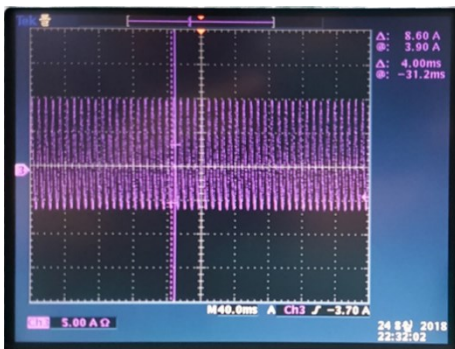 Tek
Δ: 8.60 A
@: 3.90 A
Δ: 4.00ms
@: −31.2ms
3
Ch3 5.00 A Ω
M 40.0ms A Ch3 ∫ −3.70 A
24 8월 2018
22:32:02